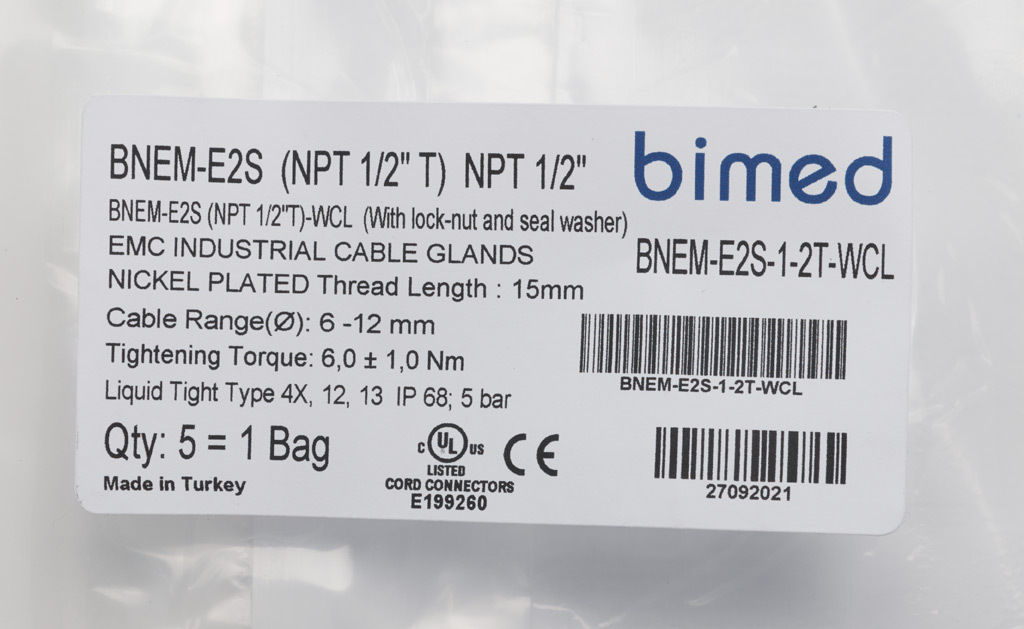 BNEM-E2S (NPT 1/2" T) NPT 1/2"
bimed
BNEM-E2S (NPT 1/2"T)-WCL (With lock-nut and seal washer)
EMC INDUSTRIAL CABLE GLANDS
BNEM-E2S-1-2T-WCL
NICKEL PLATED Thread Length : 15mm
Cable Range(Ø): 6 -12 mm
Tightening Torque: 6,0 ± 1,0 Nm
BNEM-E2S-1-2T-WCL
Liquid Tight Type 4X, 12, 13 IP 68; 5 bar
Qty: 5 = 1 Bag
c UL us CE
LISTED
CORD CONNECTORS
E199260
Made in Turkey
27092021